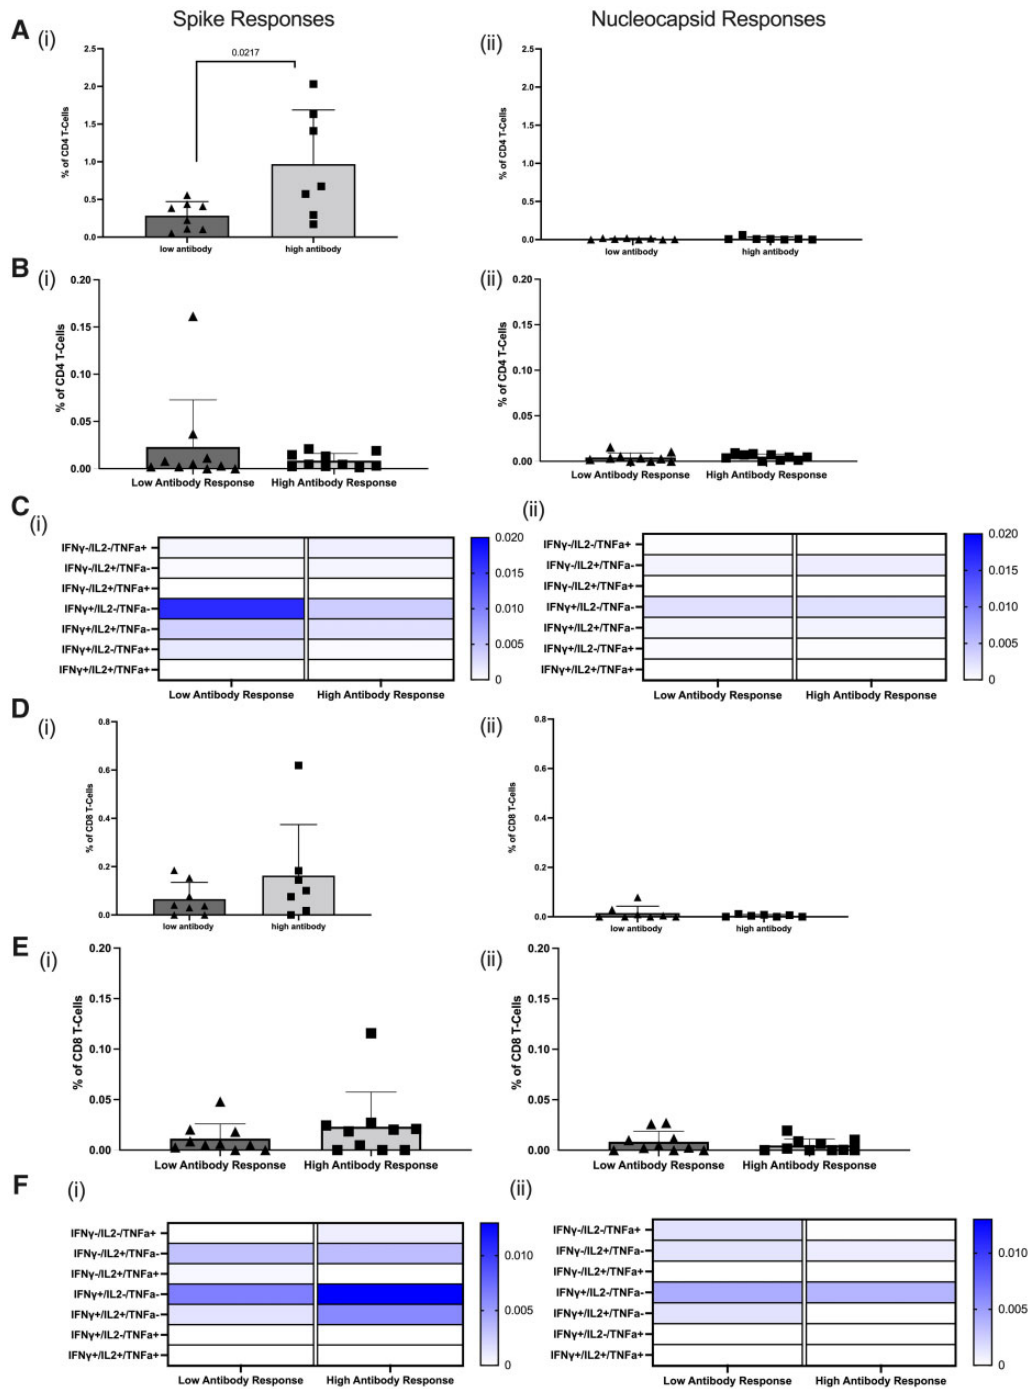 Spike Responses
Nucleocapsid Responses
A
(i)
0.0217
2.5
2.0
1.5
1.0
0.5
0.0
% of CD4 T-Cells
low antibody
high antibody
(ii)
2.5
2.0
1.5
1.0
0.5
0.0
% of CD4 T-Cells
low antibody
high antibody
B
(i)
0.20
0.15
0.10
0.05
0.00
% of CD4 T-Cells
Low Antibody Response
High Antibody Response
(ii)
0.20
0.15
0.10
0.05
0.00
% of CD4 T-Cells
Low Antibody Response
High Antibody Response
C
(i)
IFNγ-/IL2-/TNFa+
IFNγ-/IL2+/TNFa-
IFNγ-/IL2+/TNFa+
IFNγ+/IL2-/TNFa-
IFNγ+/IL2+/TNFa-
IFNγ+/IL2-/TNFa+
IFNγ+/IL2+/TNFa+
Low Antibody Response
High Antibody Response
0.020
0.015
0.010
0.005
0
(ii)
IFNγ-/IL2-/TNFa+
IFNγ-/IL2+/TNFa-
IFNγ-/IL2+/TNFa+
IFNγ+/IL2-/TNFa-
IFNγ+/IL2+/TNFa-
IFNγ+/IL2-/TNFa+
IFNγ+/IL2+/TNFa+
Low Antibody Response
High Antibody Response
0.020
0.015
0.010
0.005
0
D
(i)
0.8
0.6
0.4
0.2
0.0
% of CD8 T-Cells
low antibody
high antibody
(ii)
0.8
0.6
0.4
0.2
0.0
% of CD8 T-Cells
low antibody
high antibody
E
(i)
0.20
0.15
0.10
0.05
0.00
% of CD8 T-Cells
Low Antibody Response
High Antibody Response
(ii)
0.20
0.15
0.10
0.05
0.00
% of CD8 T-Cells
Low Antibody Response
High Antibody Response
F
(i)
IFNγ-/IL2-/TNFa+
IFNγ-/IL2+/TNFa-
IFNγ-/IL2+/TNFa+
IFNγ+/IL2-/TNFa-
IFNγ+/IL2+/TNFa-
IFNγ+/IL2-/TNFa+
IFNγ+/IL2+/TNFa+
Low Antibody Response
High Antibody Response
0.010
0.005
0
(ii)
IFNγ-/IL2-/TNFa+
IFNγ-/IL2+/TNFa-
IFNγ-/IL2+/TNFa+
IFNγ+/IL2-/TNFa-
IFNγ+/IL2+/TNFa-
IFNγ+/IL2-/TNFa+
IFNγ+/IL2+/TNFa+
Low Antibody Response
High Antibody Response
0.010
0.005
0